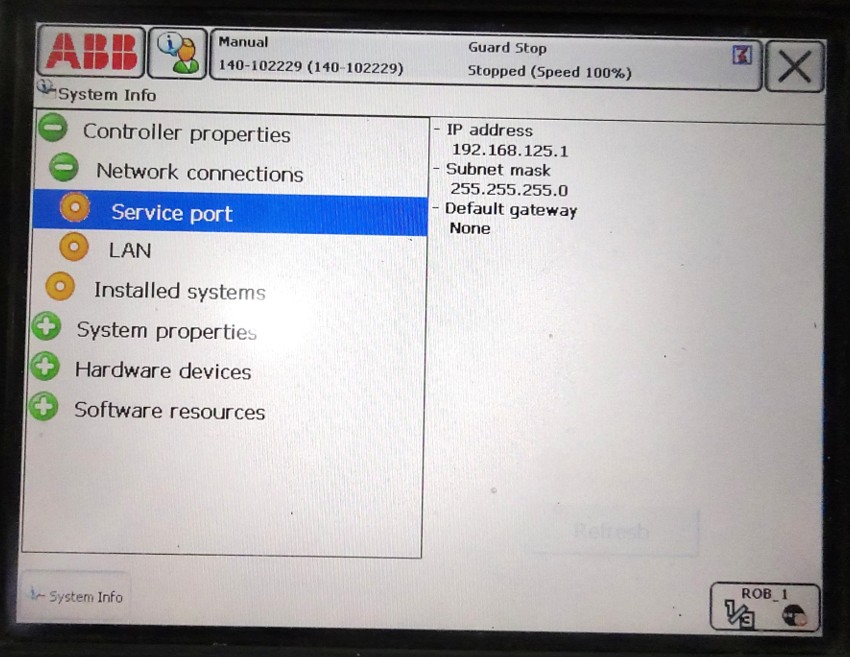 ABB
Manual
140-102229 (140-102229)
Guard Stop
Stopped (Speed 100%)
System Info
Controller properties
Network connections
Service port
LAN
Installed systems
System properties
Hardware devices
Software resources
- IP address
192.168.125.1
- Subnet mask
255.255.255.0
- Default gateway
None
Refresh
System Info
ROB_1
1/3